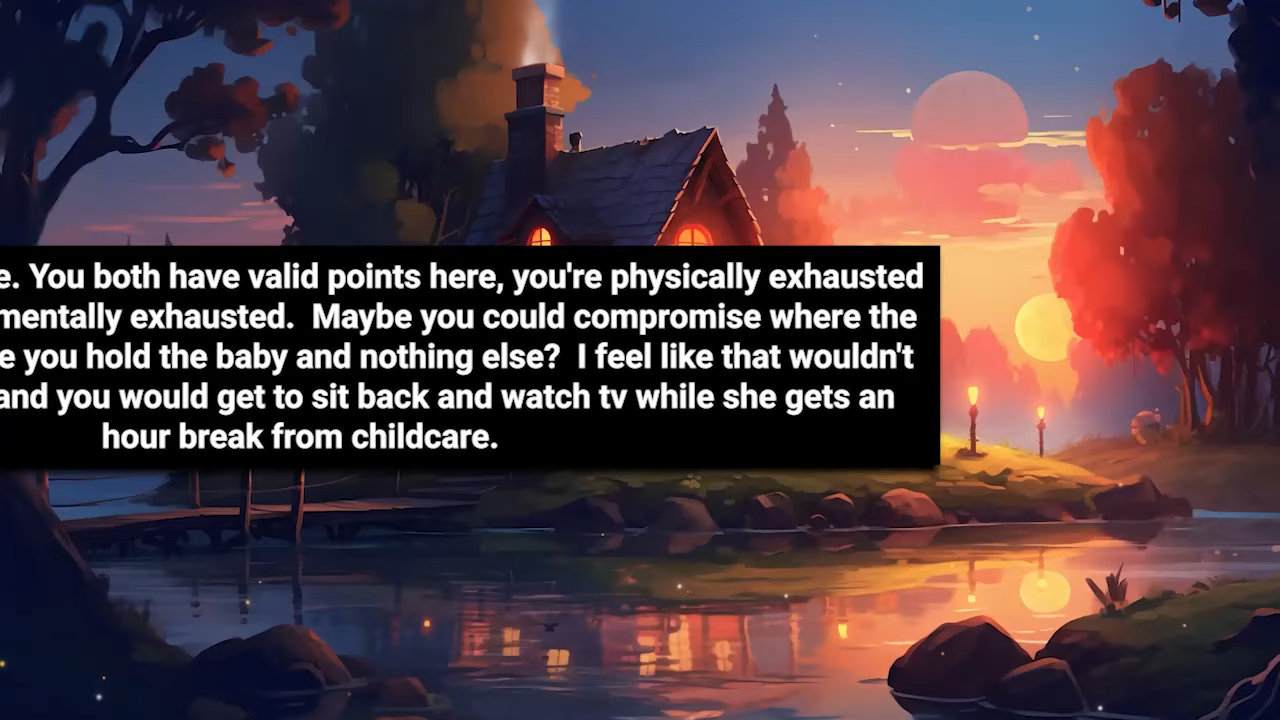 e. You both have valid points here, you're physically exhausted
mentally exhausted.  Maybe you could compromise where the
e you hold the baby and nothing else?  I feel like that wouldn't
and you would get to sit back and watch tv while she gets an
hour break from childcare.